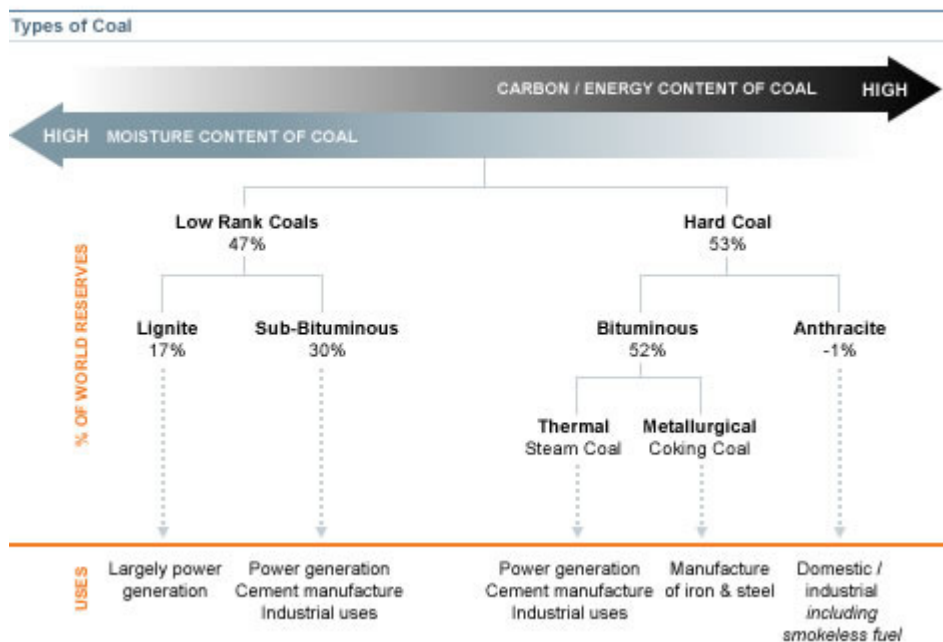 Types of Coal
CARBON / ENERGY CONTENT OF COAL HIGH
HIGH MOISTURE CONTENT OF COAL
Low Rank Coals
47%
Hard Coal
53%
% OF WORLD RESERVES
Lignite
17%
Sub-Bituminous
30%
Bituminous
52%
Anthracite
-1%
Thermal
Steam Coal
Metallurgical
Coking Coal
USES
Largely power
generation
Power generation
Cement manufacture
Industrial uses
Power generation
Cement manufacture
Industrial uses
Manufacture
of iron & steel
Domestic /
industrial
including
smokeless fuel